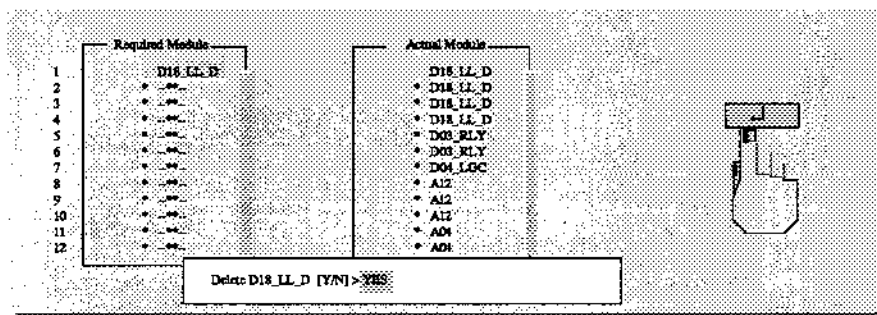 Required Module Actual Module
1 D18_LL_D D18_LL_D
2 * _**_ * D18_LL_D
3 * _**_ * D18_LL_D
4 * _**_ * D18_LL_D
5 * _**_ * D03_RLY
6 * _**_ * D03_RLY
7 * _**_ * D04_LGC
8 * _**_ * A12
9 * _**_ * A12
10 * _**_ * A12
11 * _**_ * A04
12 * _**_ * A04
Delete D18_LL_D [Y/N] > YES